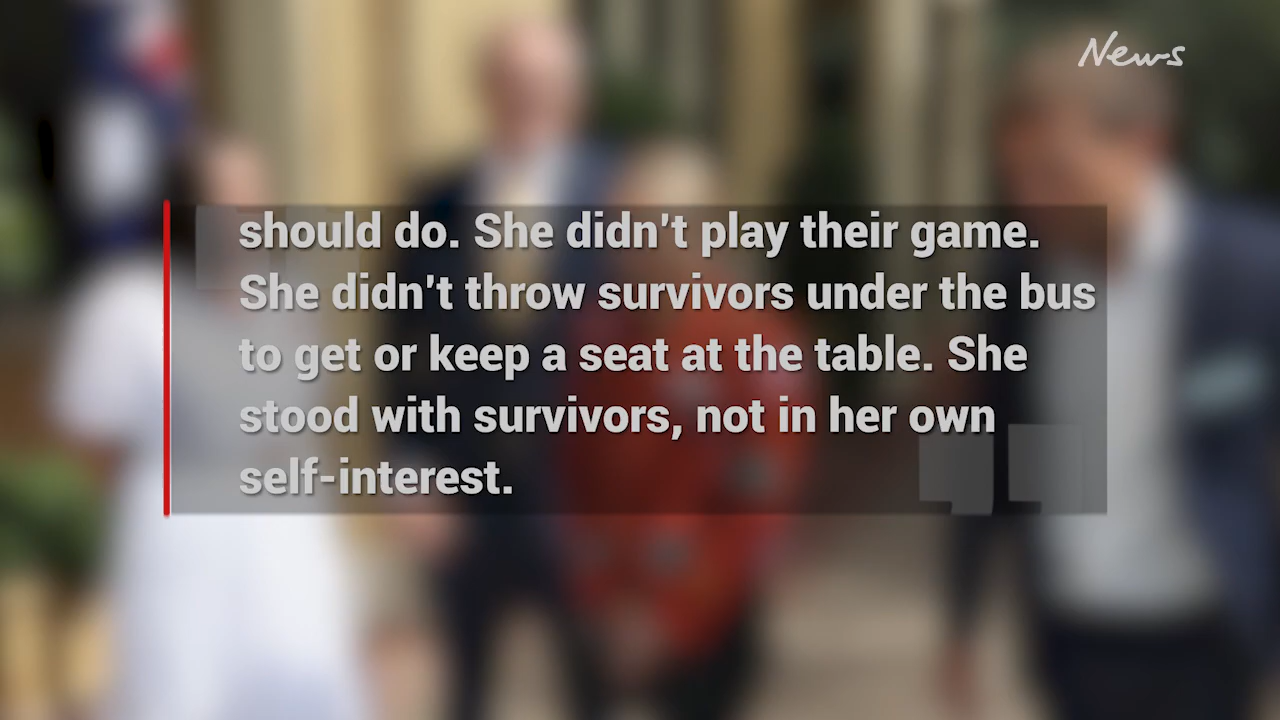 News
should do. She didn't play their game.
She didn't throw survivors under the bus
to get or keep a seat at the table. She
stood with survivors, not in her own
self-interest.